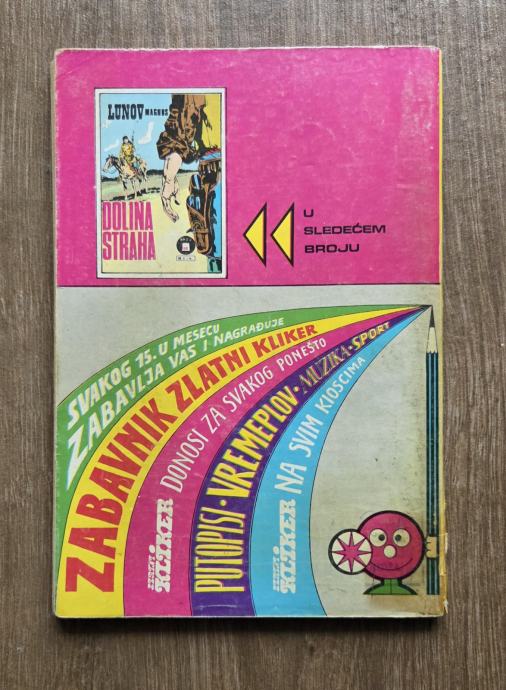 LUNOV MAGNUS
DOLINA
STRAHA
U
SLEDEĆEM
BROJU
SVAKOG 15. U MESECU
ZABAVLJA VAS I NAGRAĐUJE
ZABAVNIK ZLATNI KLIKER
KLIKER DONOSI ZA SVAKOG PONEŠTO
PUTOPISI • VREMEPLOV • MUZIKA • SPORT
KLIKER NA SVIM KIOSCIMA